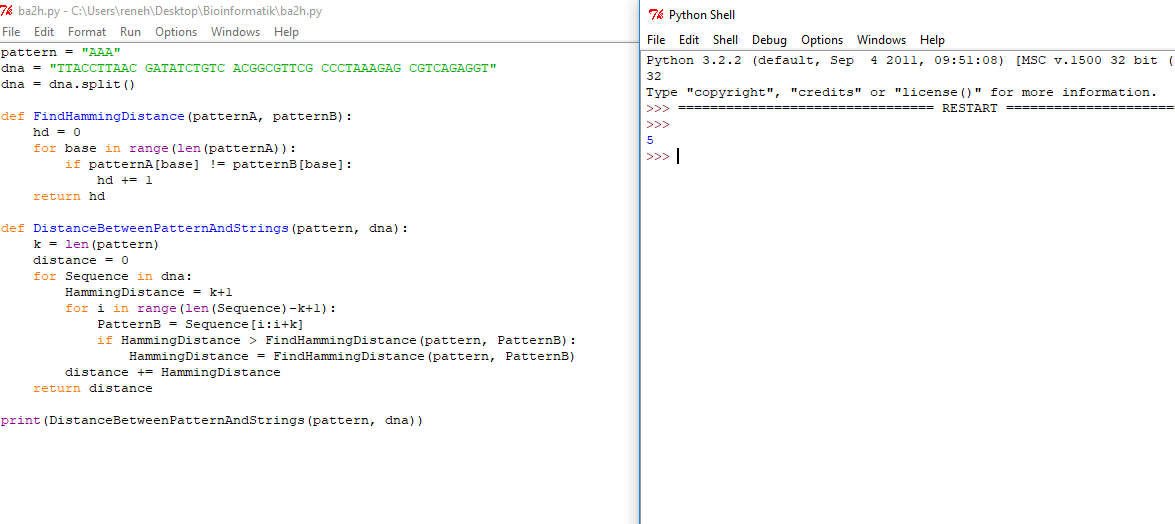 ba2h.py - C:\Users\reneh\Desktop\Bioinformatik\ba2h.py
File Edit Format Run Options Windows Help
pattern = "AAA"
dna = "TTACCTTAAC GATATCTGTC ACGGCGTTCG CCCTAAAGAG CGTCAGAGGT"
dna = dna.split()

def FindHammingDistance(patternA, patternB):
    hd = 0
    for base in range(len(patternA)):
        if patternA[base] != patternB[base]:
            hd += 1
    return hd

def DistanceBetweenPatternAndStrings(pattern, dna):
    k = len(pattern)
    distance = 0
    for Sequence in dna:
        HammingDistance = k+1
        for i in range(len(Sequence)-k+1):
            PatternB = Sequence[i:i+k]
            if HammingDistance > FindHammingDistance(pattern, PatternB):
                HammingDistance = FindHammingDistance(pattern, PatternB)
        distance += HammingDistance
    return distance

print(DistanceBetweenPatternAndStrings(pattern, dna))
Python Shell
File Edit Shell Debug Options Windows Help
Python 3.2.2 (default, Sep  4 2011, 09:51:08) [MSC v.1500 32 bit (
32
Type "copyright", "credits" or "license()" for more information.
>>> ================================ RESTART =====================
>>>
5
>>>